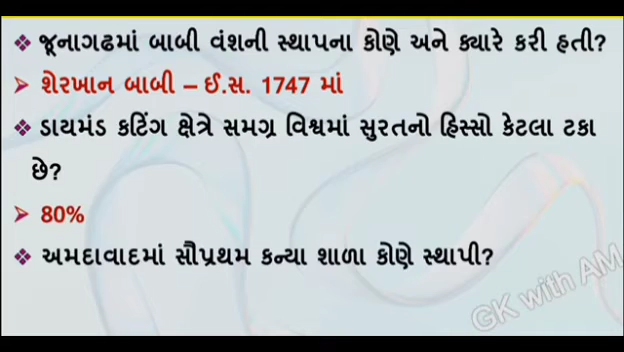 ❖ જૂનાગઢમાં બાબી વંશની સ્થાપના કોણે અને ક્યારે કરી હતી?
➢ શેરખાન બાબી – ઈ.સ. 1747 માં
❖ ડાયમંડ કટિંગ ક્ષેત્રે સમગ્ર વિશ્વમાં સુરતનો હિસ્સો કેટલા ટકા
છે?
➢ 80%
❖ અમદાવાદમાં સૌપ્રથમ કન્યા શાળા કોણે સ્થાપી?
GK with AM